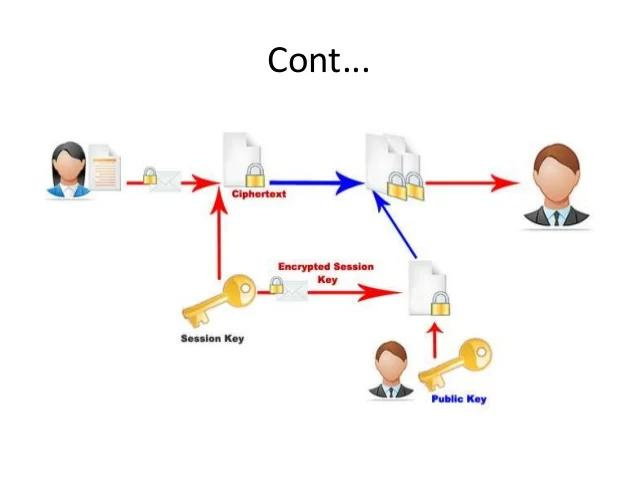 Cont...
Ciphertext
Encrypted Session
Key
Session Key
Public Key